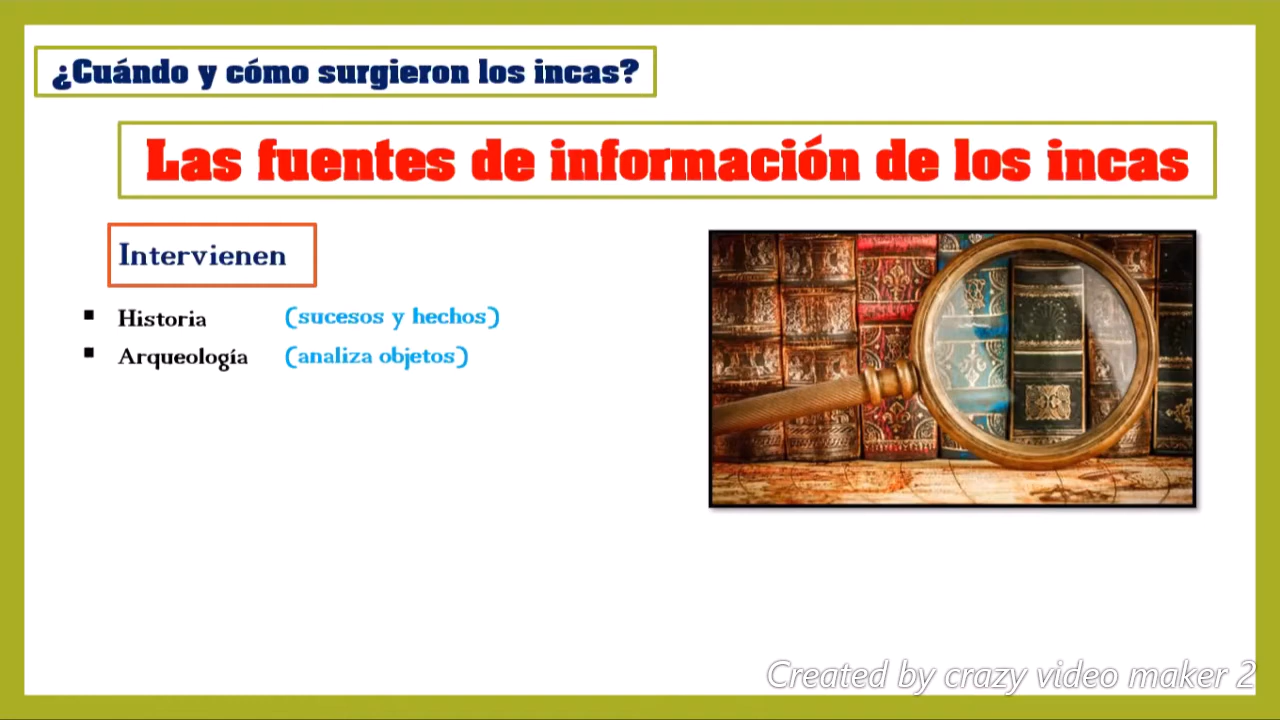 ¿Cuándo y cómo surgieron los incas?
Las fuentes de información de los incas
Intervienen
▪ Historia (sucesos y hechos)
▪ Arqueología (analiza objetos)
Created by crazy video maker 2